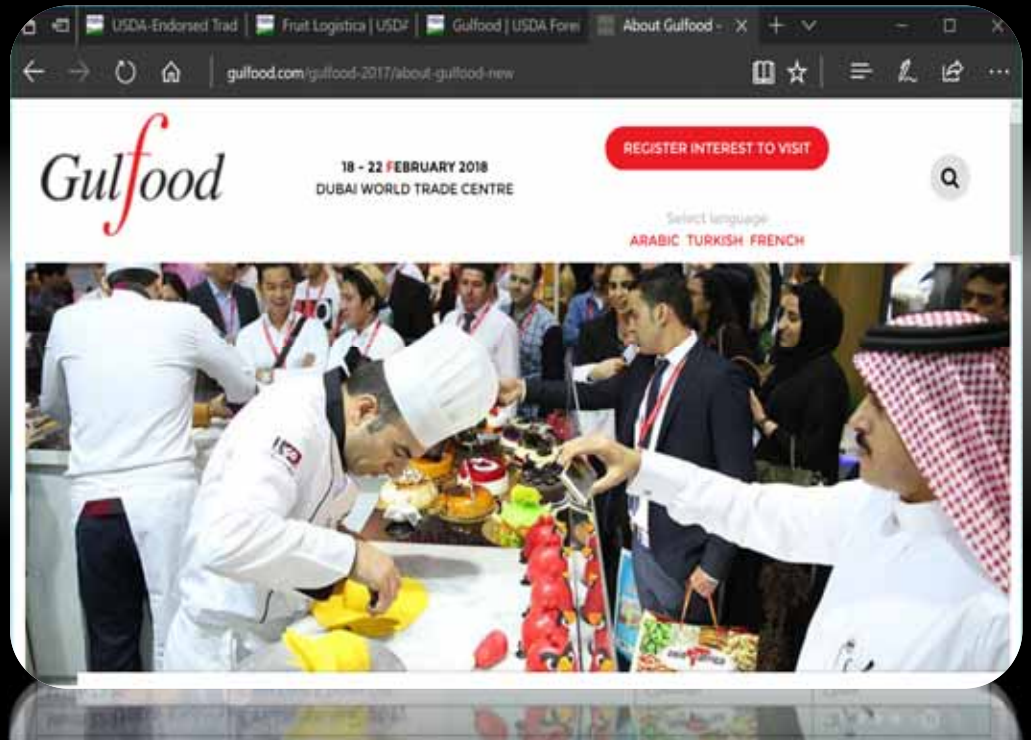 USDA-Endorsed Trad
Fruit Logistica | USDA
Gulfood | USDA Forei
About Gulfood -
gulfood.com/gulfood-2017/about-gulfood-new
Gulfood
18 - 22 FEBRUARY 2018
DUBAI WORLD TRADE CENTRE
REGISTER INTEREST TO VISIT
Select language
ARABIC TURKISH FRENCH